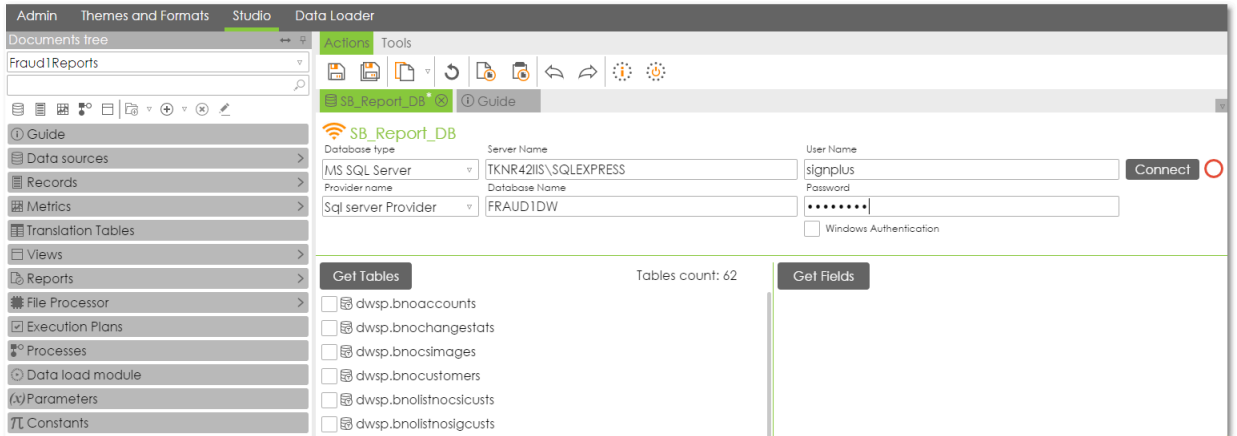 Admin Themes and Formats Studio Data Loader
Documents tree
Fraud1Reports
Guide
Data sources
Records
Metrics
Translation Tables
Views
Reports
File Processor
Execution Plans
Processes
Data load module
(x) Parameters
π Constants
Actions Tools
SB_Report_DB* Guide
SB_Report_DB
Database type Server Name User Name
MS SQL Server TKNR42IIS\SQLEXPRESS signplus Connect
Provider name Database Name Password
Sql server Provider FRAUD1DW ••••••••
Windows Authentication
Get Tables Tables count: 62 Get Fields
dwsp.bnoaccounts
dwsp.bnochangestats
dwsp.bnocsimages
dwsp.bnocustomers
dwsp.bnolistnocsicusts
dwsp.bnolistnosigcusts